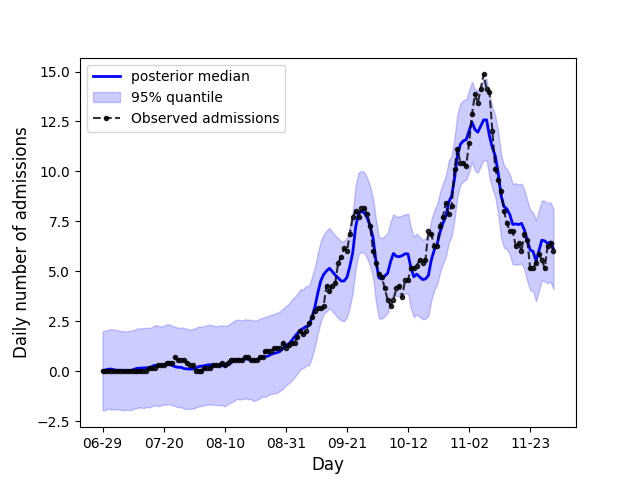 posterior median
95% quantile
Observed admissions
Daily number of admissions
15.0
12.5
10.0
7.5
5.0
2.5
0.0
−2.5
06-29 07-20 08-10 08-31 09-21 10-12 11-02 11-23
Day